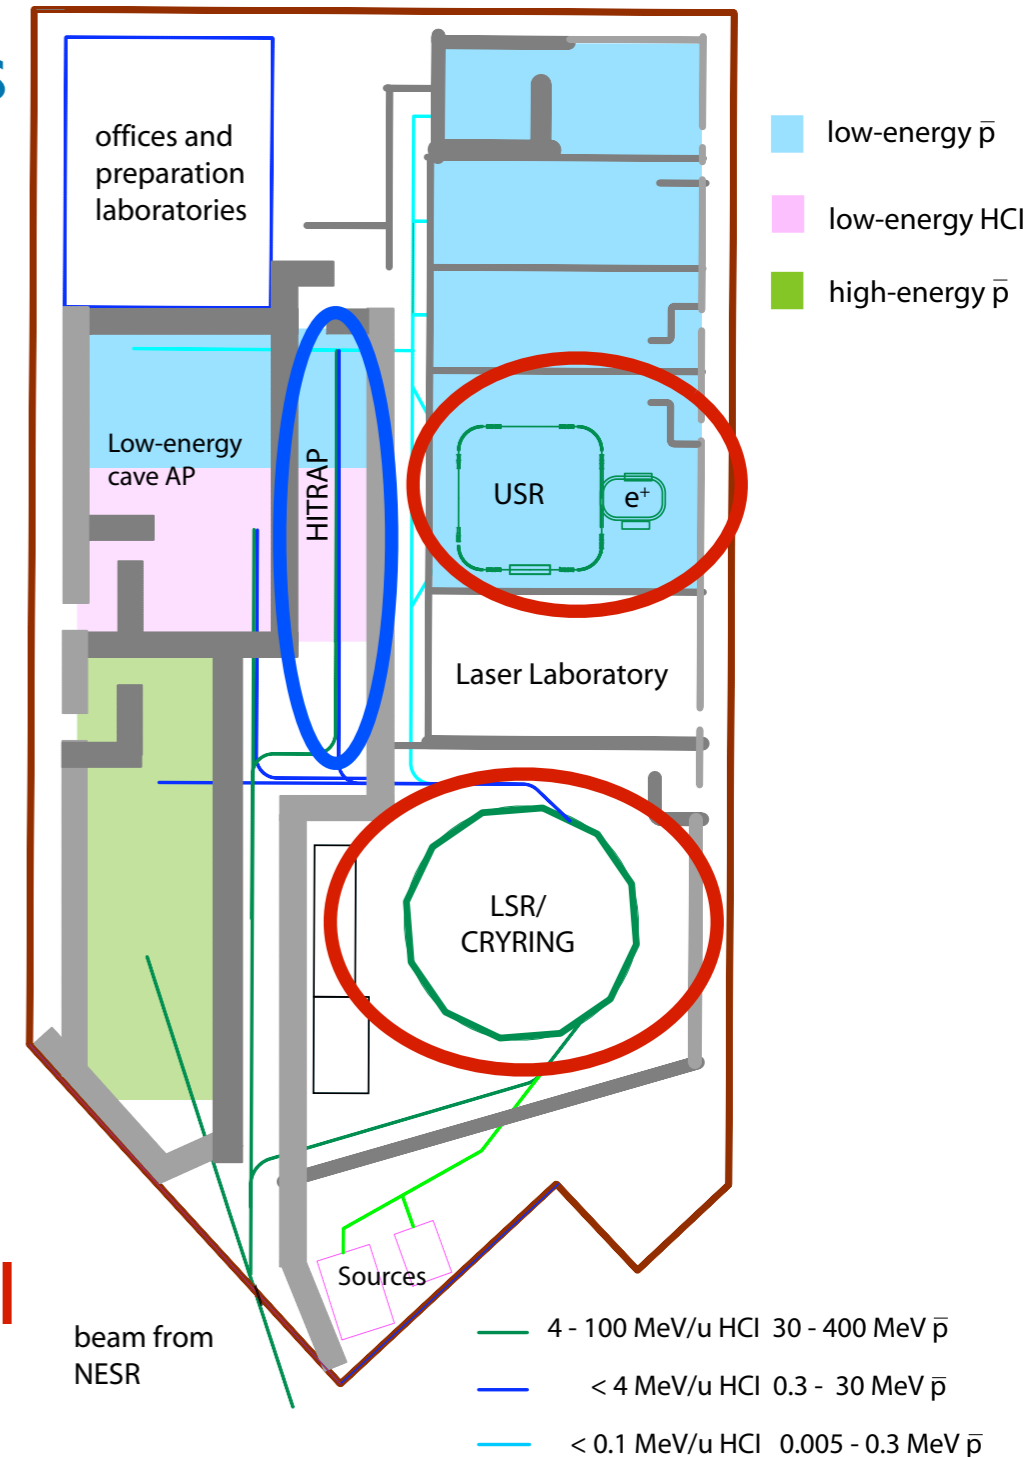 s
offices and
preparation
laboratories
low-energy p̅
low-energy HCI
high-energy p̅
Low-energy
cave AP
HITRAP
USR
e⁺
Laser Laboratory
LSR/
CRYRING
Sources
beam from
NESR
4 - 100 MeV/u HCI 30 - 400 MeV p̅
< 4 MeV/u HCI 0.3 - 30 MeV p̅
< 0.1 MeV/u HCI 0.005 - 0.3 MeV p̅